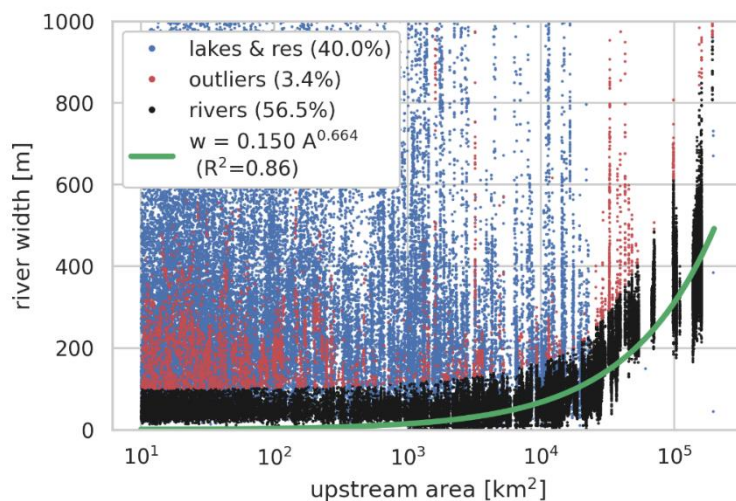 1000
800
600
400
200
0
river width [m]
lakes & res (40.0%)
outliers (3.4%)
rivers (56.5%)
w = 0.150 A^0.664
(R²=0.86)
10¹ 10² 10³ 10⁴ 10⁵
upstream area [km²]